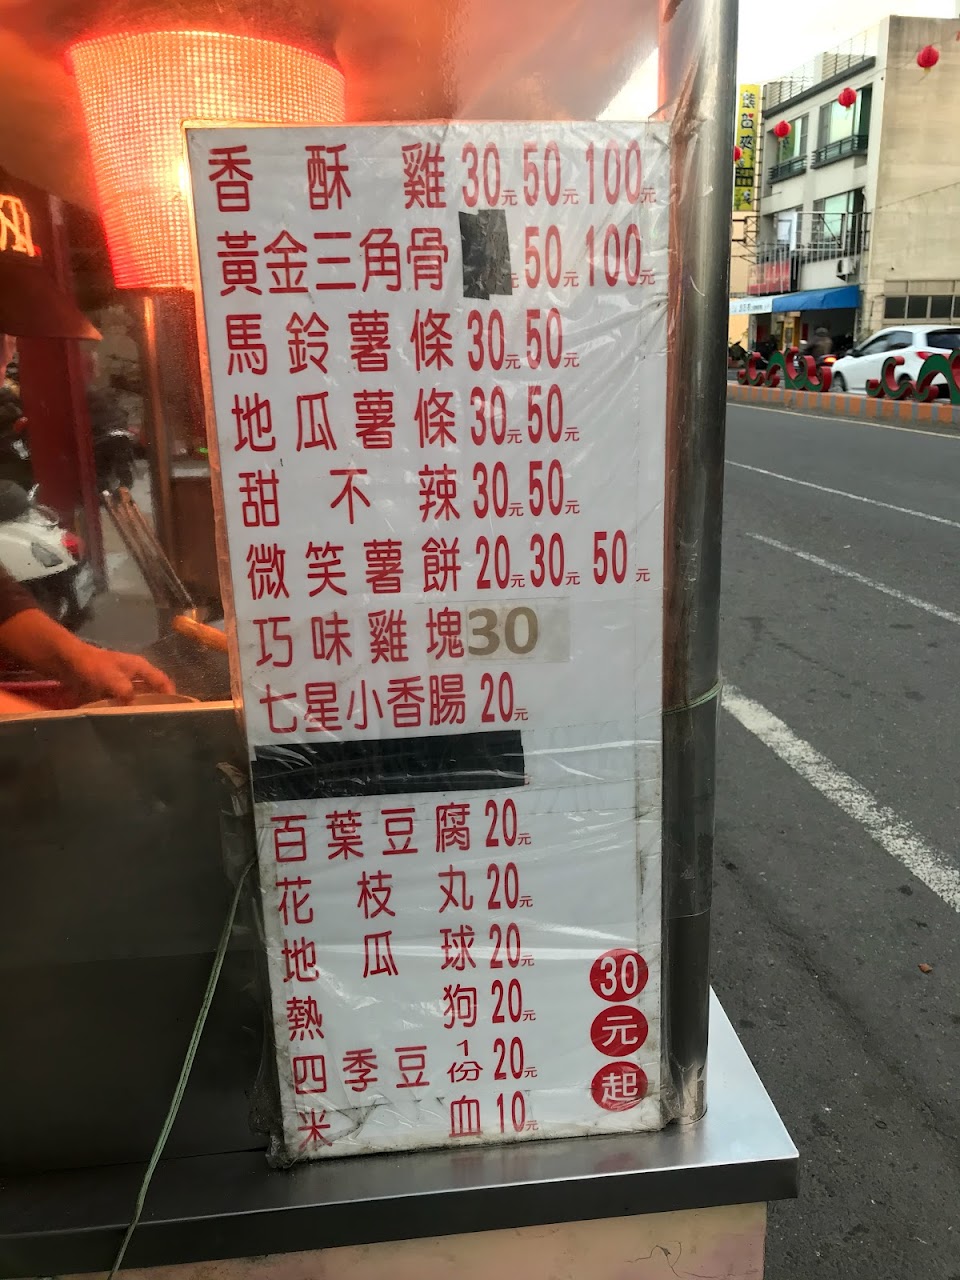 香酥雞 30元 50元 100元
黃金三角骨 元 50元 100元
馬鈴薯條 30元 50元
地瓜薯條 30元 50元
甜不辣 30元 50元
微笑薯餅 20元 30元 50元
巧味雞塊 30
七星小香腸 20元
百葉豆腐 20元
花枝丸 20元
地瓜球 20元
熱狗 20元
四季豆 1份 20元
米血 10元
30元起